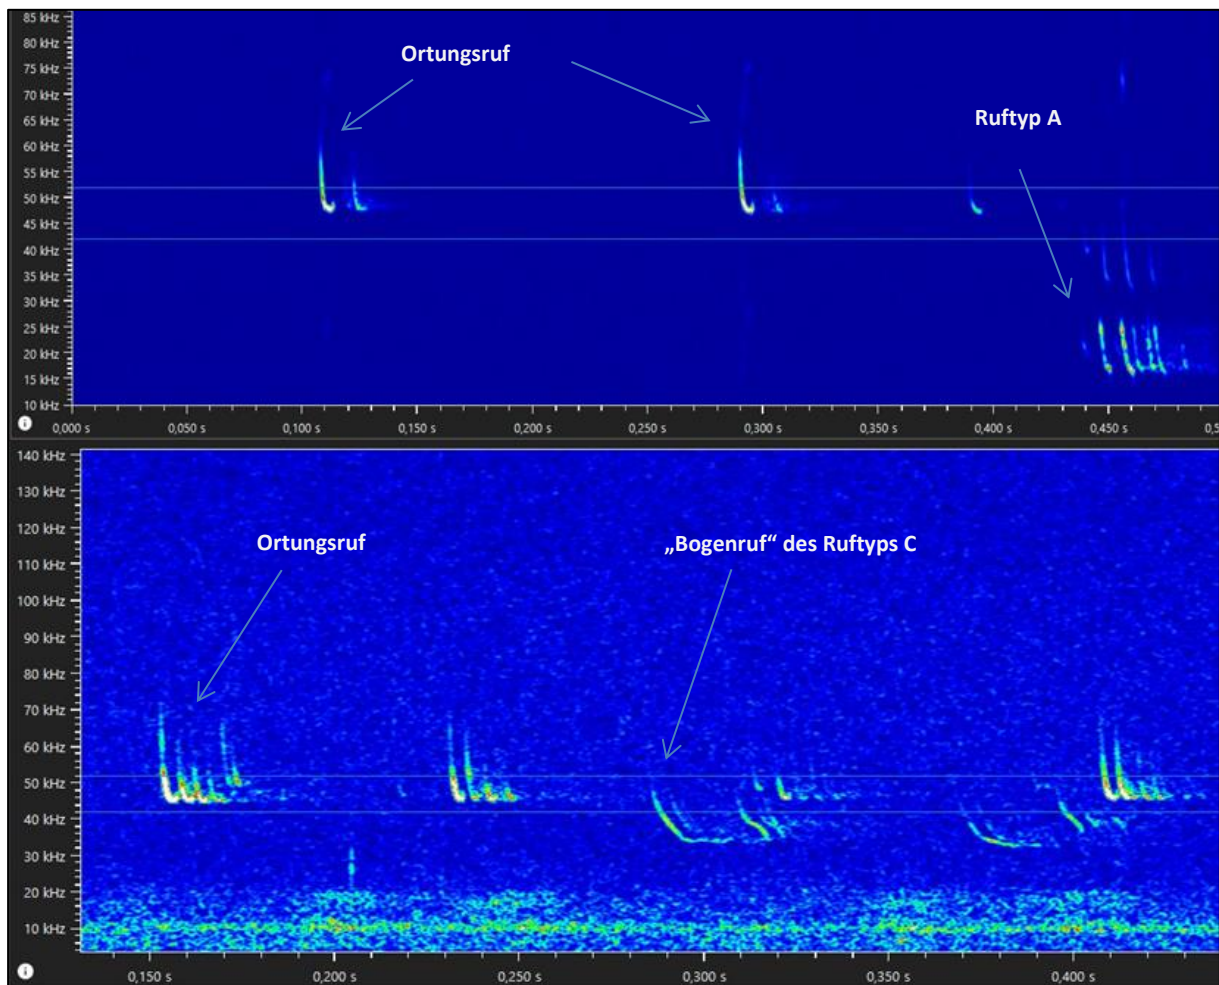 85 kHz
80 kHz
75 kHz
70 kHz
65 kHz
60 kHz
55 kHz
50 kHz
45 kHz
40 kHz
35 kHz
30 kHz
25 kHz
20 kHz
15 kHz
10 kHz
Ortungsruf
Ruftyp A
0,000 s 0,050 s 0,100 s 0,150 s 0,200 s 0,250 s 0,300 s 0,350 s 0,400 s 0,450 s 0,5
140 kHz
130 kHz
120 kHz
110 kHz
100 kHz
90 kHz
80 kHz
70 kHz
60 kHz
50 kHz
40 kHz
30 kHz
20 kHz
10 kHz
Ortungsruf
„Bogenruf“ des Ruftyps C
0,150 s 0,200 s 0,250 s 0,300 s 0,350 s 0,400 s